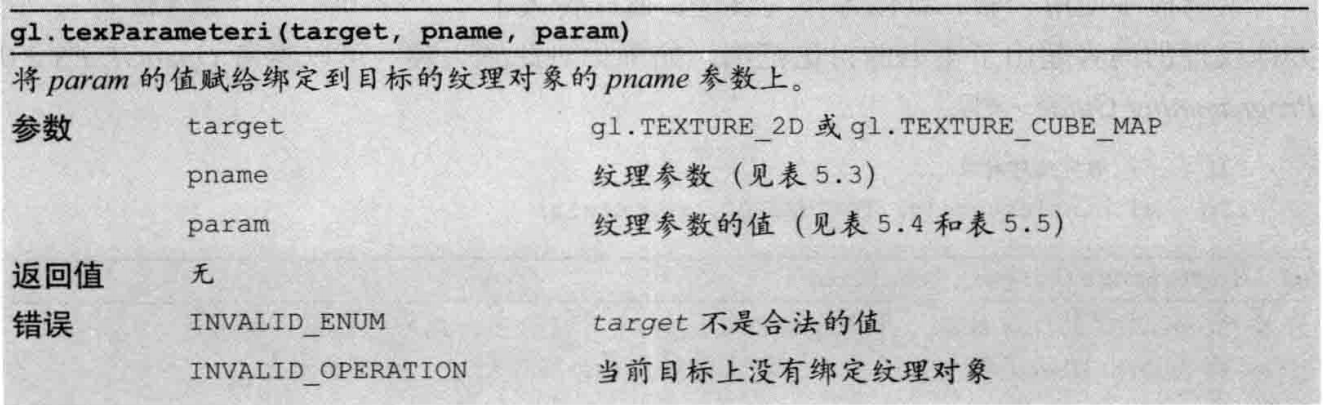 gl.texParameteri(target, pname, param)
将 param 的值赋给绑定到目标的纹理对象的 pname 参数上。
参数 target gl.TEXTURE_2D 或 gl.TEXTURE_CUBE_MAP
pname 纹理参数（见表 5.3）
param 纹理参数的值（见表 5.4 和表 5.5）
返回值 无
错误 INVALID_ENUM target 不是合法的值
INVALID_OPERATION 当前目标上没有绑定纹理对象